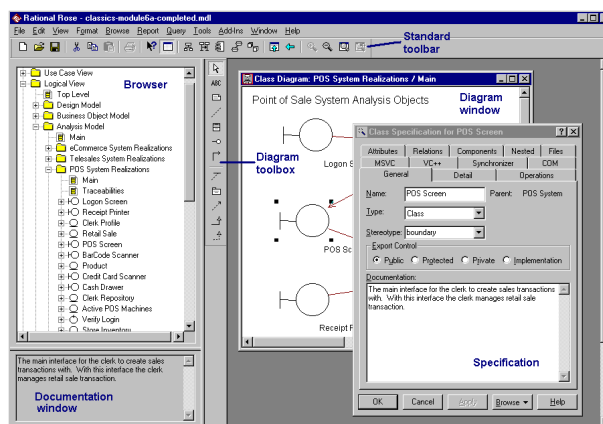 Rational Rose - classics-module6a-completed.mdl
File Edit View Format Browse Report Query Tools Add-Ins Window Help
Standard toolbar
Use Case View
Logical View
Top Level
Design Model
Business Object Model
Analysis Model
Main
eCommerce System Realizations
Telesales System Realizations
POS System Realizations
Main
Traceabilities
Logon Screen
Receipt Printer
Clerk Profile
Retail Sale
POS Screen
BarCode Scanner
Product
Credit Card Scanner
Cash Drawer
Clerk Repository
Active POS Machines
Verify Login
Store Inventory
Browser
The main interface for the clerk to create sales
transactions with. With this interface the clerk
manages retail sale transaction.
Documentation
window
ABC
Diagram
toolbox
Class Diagram: POS System Realizations / Main
Point of Sale System Analysis Objects
Diagram
window
Logon S
POS Sc
Receipt F
Class Specification for POS Screen
Attributes Relations Components Nested Files
MSVC VC++ Synchronizer COM
General Detail Operations
Name: POS Screen Parent: POS System
Type: Class
Stereotype: boundary
Export Control
Public Protected Private Implementation
Documentation:
The main interface for the clerk to create sales transactions
with. With this interface the clerk manages retail sale
transaction.
Specification
OK Cancel Apply Browse Help